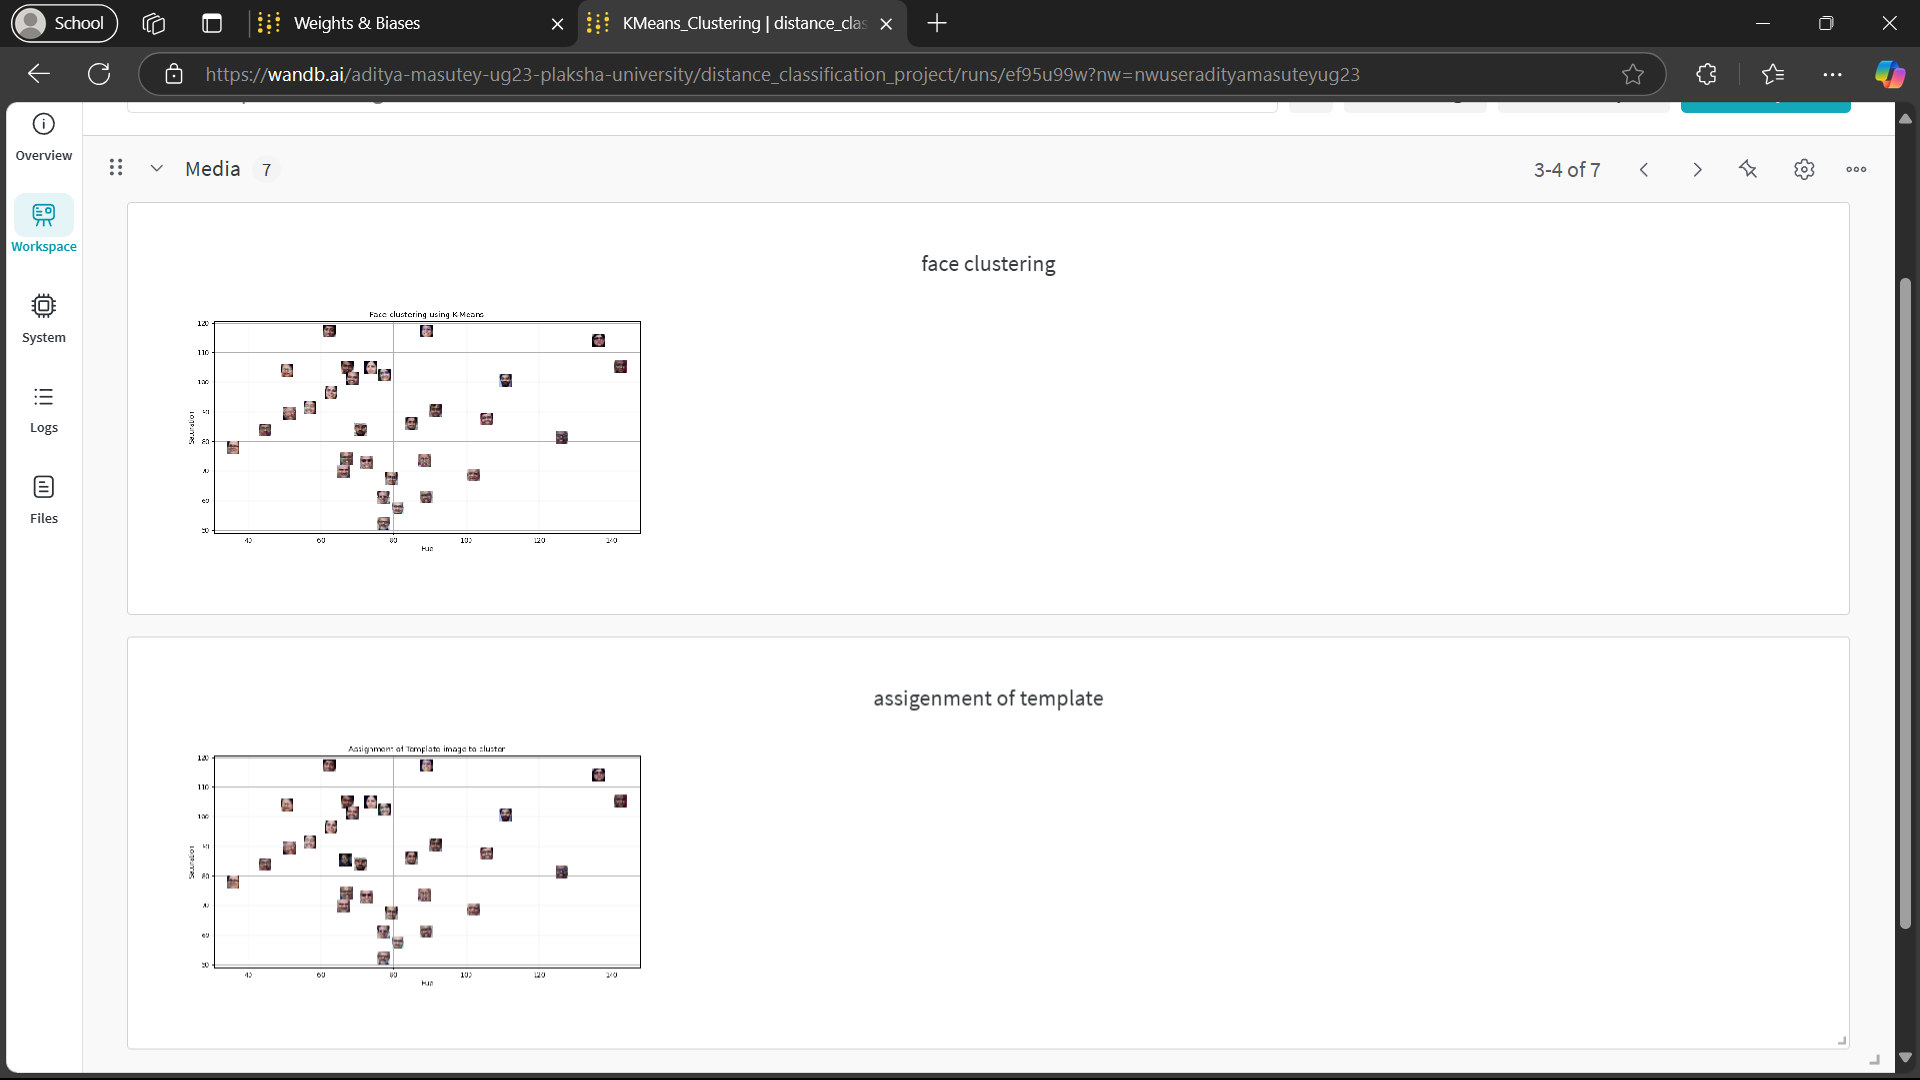 School
Weights & Biases
KMeans_Clustering | distance_clas
https://wandb.ai/aditya-masutey-ug23-plaksha-university/distance_classification_project/runs/ef95u99w?nw=nwuseradityamasuteyug23
Overview
Workspace
System
Logs
Files
Media 7
3-4 of 7
face clustering
Face clustering using K-Means
120
110
100
90
80
70
60
50
Saturation
40 60 80 100 120 140
Hue
assigenment of template
Assignment of Template image to cluster
120
110
100
90
80
70
60
50
Saturation
40 60 80 100 120 140
Hue